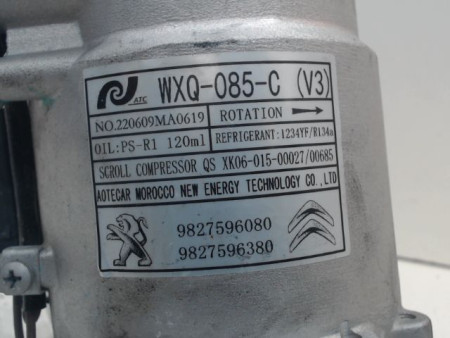 ATC WXQ-085-C (V3)
NO.220609MA0619 ROTATION
OIL:PS-R1 120ml REFRIGERANT:1234YF/R134a
SCROLL COMPRESSOR QS XK06-015-00027/00685
AOTECAR MOROCCO NEW ENERGY TECHNOLOGY CO.,LTD
9827596080
9827596380